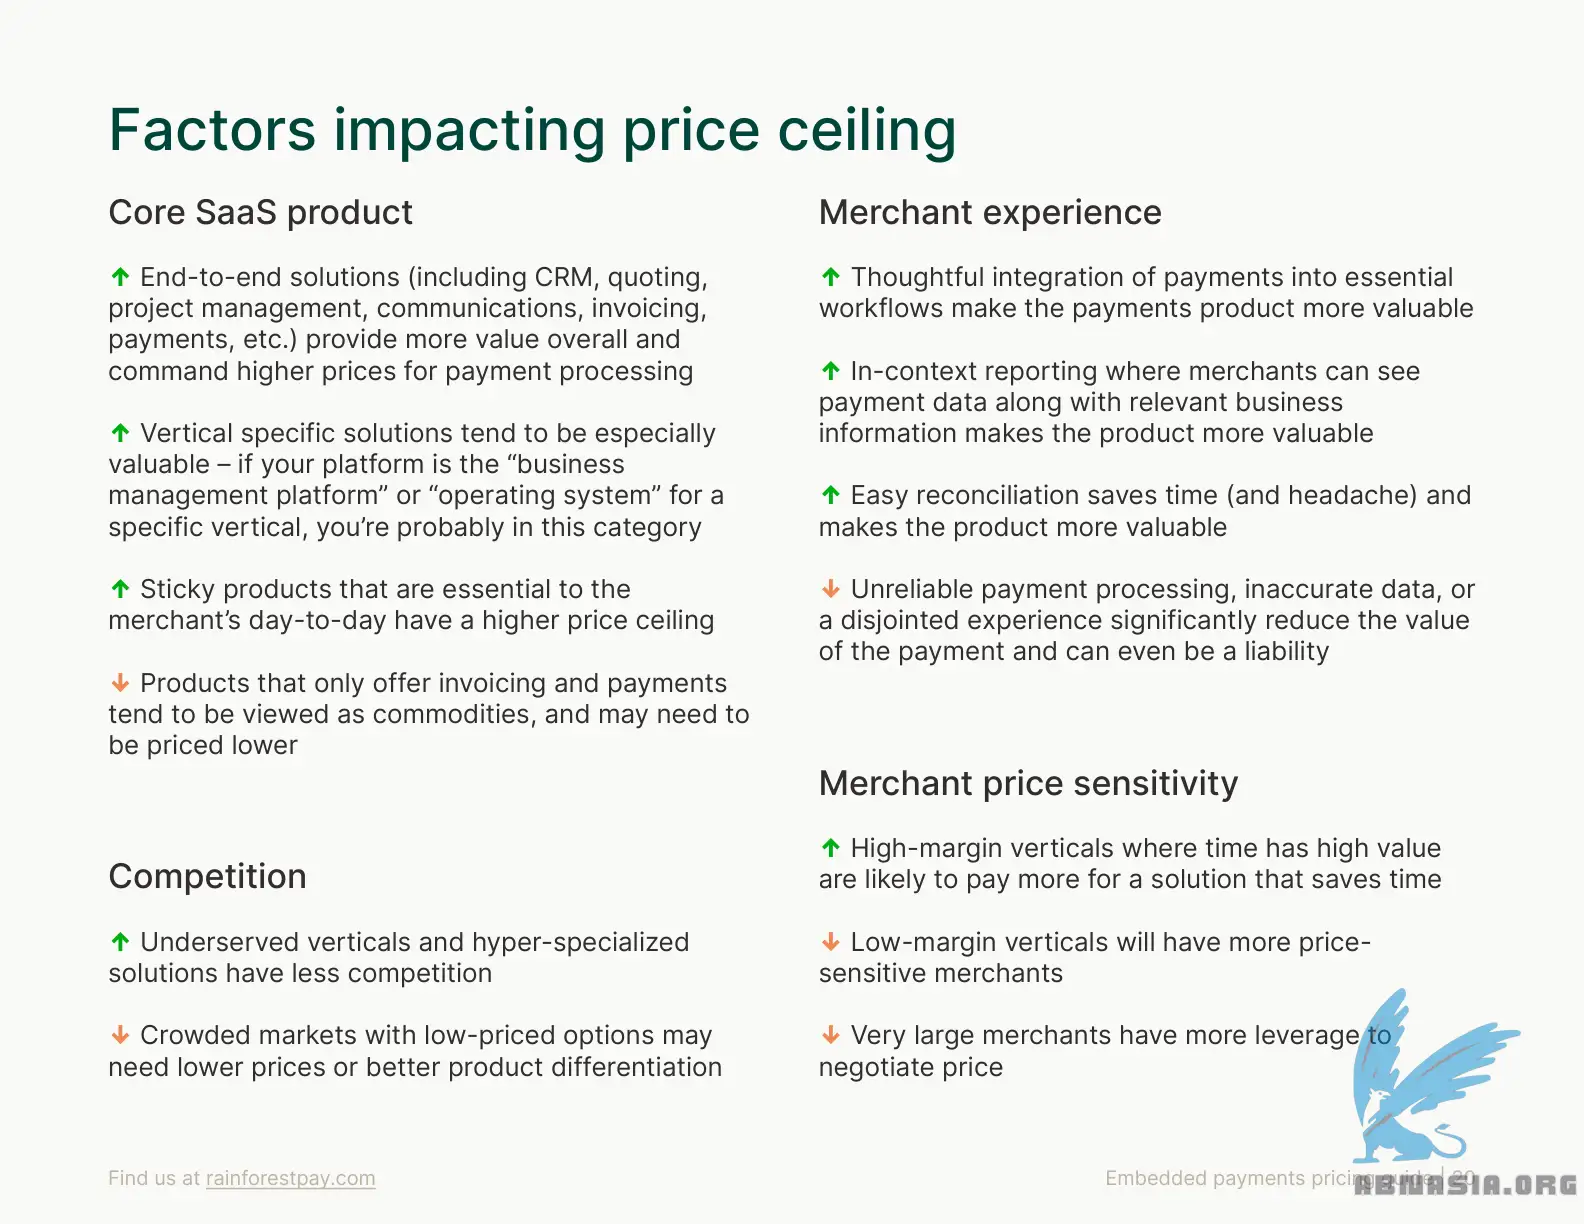 Factors impacting price ceiling
Core SaaS product
↑ End-to-end solutions (including CRM, quoting,
project management, communications, invoicing,
payments, etc.) provide more value overall and
command higher prices for payment processing
↑ Vertical specific solutions tend to be especially
valuable – if your platform is the “business
management platform” or “operating system” for a
specific vertical, you’re probably in this category
↑ Sticky products that are essential to the
merchant’s day-to-day have a higher price ceiling
↓ Products that only offer invoicing and payments
tend to be viewed as commodities, and may need to
be priced lower
Competition
↑ Underserved verticals and hyper-specialized
solutions have less competition
↓ Crowded markets with low-priced options may
need lower prices or better product differentiation
Merchant experience
↑ Thoughtful integration of payments into essential
workflows make the payments product more valuable
↑ In-context reporting where merchants can see
payment data along with relevant business
information makes the product more valuable
↑ Easy reconciliation saves time (and headache) and
makes the product more valuable
↓ Unreliable payment processing, inaccurate data, or
a disjointed experience significantly reduce the value
of the payment and can even be a liability
Merchant price sensitivity
↑ High-margin verticals where time has high value
are likely to pay more for a solution that saves time
↓ Low-margin verticals will have more price-
sensitive merchants
↓ Very large merchants have more leverage to
negotiate price
Find us at rainforestpay.com
Embedded payments pricing guide | 20